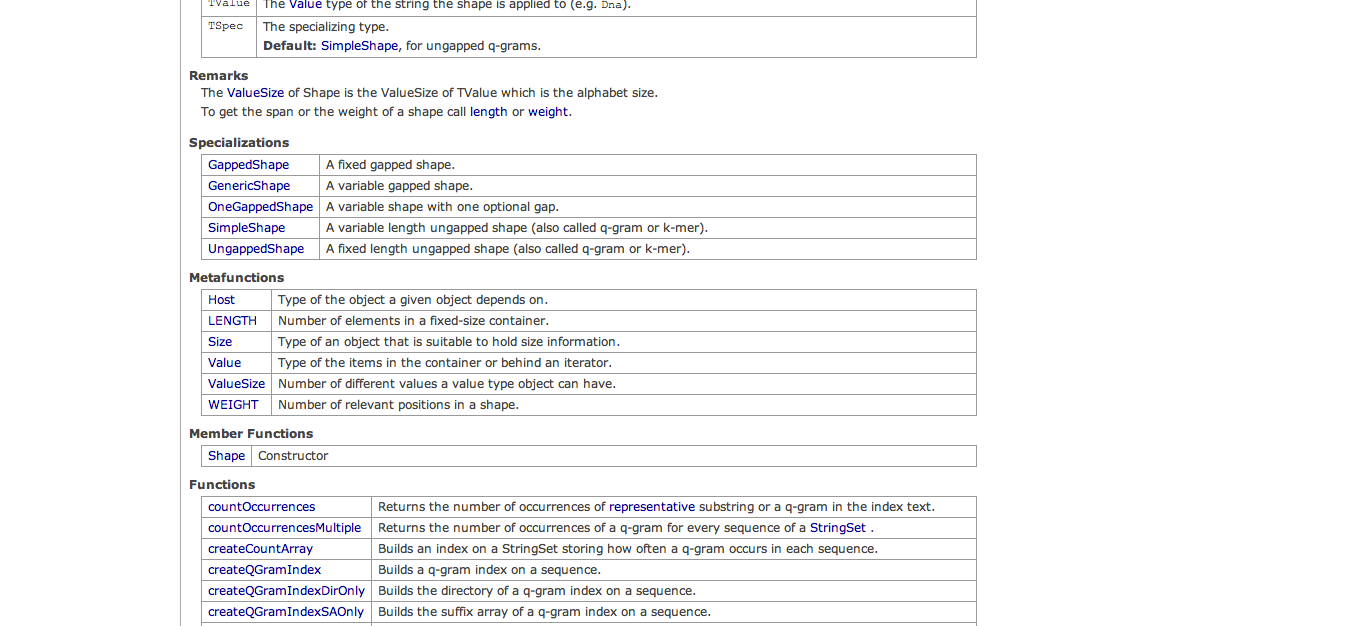 TValue The Value type of the string the shape is applied to (e.g. Dna).
TSpec The specializing type.
Default: SimpleShape, for ungapped q-grams.
Remarks
The ValueSize of Shape is the ValueSize of TValue which is the alphabet size.
To get the span or the weight of a shape call length or weight.
Specializations
GappedShape A fixed gapped shape.
GenericShape A variable gapped shape.
OneGappedShape A variable shape with one optional gap.
SimpleShape A variable length ungapped shape (also called q-gram or k-mer).
UngappedShape A fixed length ungapped shape (also called q-gram or k-mer).
Metafunctions
Host Type of the object a given object depends on.
LENGTH Number of elements in a fixed-size container.
Size Type of an object that is suitable to hold size information.
Value Type of the items in the container or behind an iterator.
ValueSize Number of different values a value type object can have.
WEIGHT Number of relevant positions in a shape.
Member Functions
Shape Constructor
Functions
countOccurrences Returns the number of occurrences of representative substring or a q-gram in the index text.
countOccurrencesMultiple Returns the number of occurrences of a q-gram for every sequence of a StringSet .
createCountArray Builds an index on a StringSet storing how often a q-gram occurs in each sequence.
createQGramIndex Builds a q-gram index on a sequence.
createQGramIndexDirOnly Builds the directory of a q-gram index on a sequence.
createQGramIndexSAOnly Builds the suffix array of a q-gram index on a sequence.